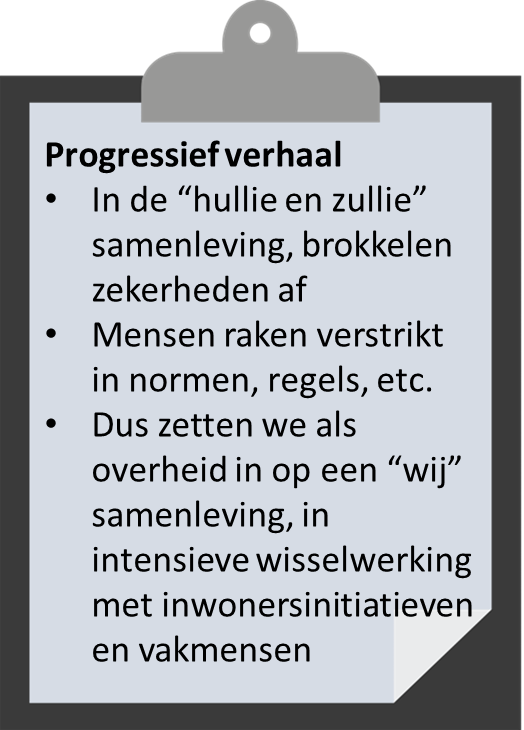 Progressief verhaal
• In de “hullie en zullie”
samenleving, brokkelen
zekerheden af
• Mensen raken verstrikt
in normen, regels, etc.
• Dus zetten we als
overheid in op een “wij”
samenleving, in
intensieve wisselwerking
met inwonersinitiatieven
en vakmensen